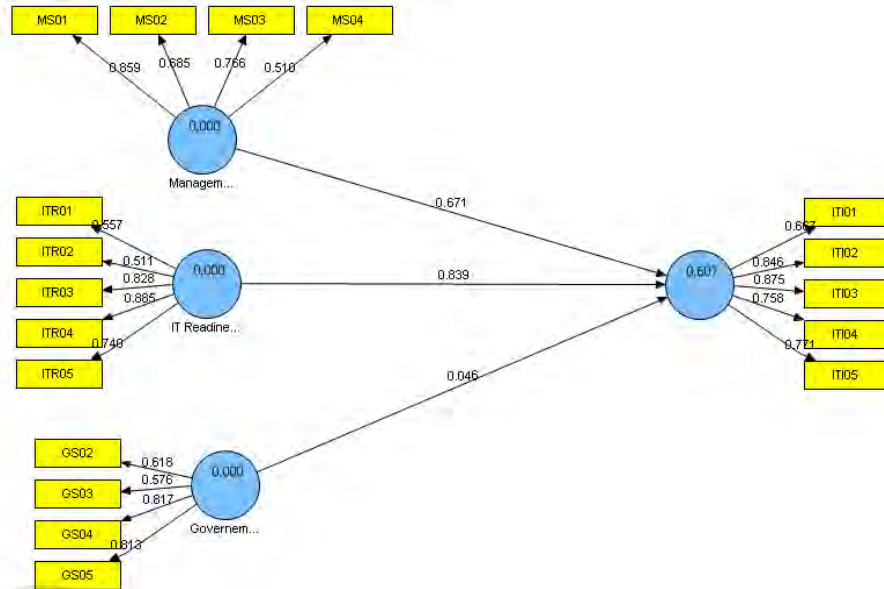 MS01 MS02 MS03 MS04
0.859 0.685 0.766 0.510
0.000
Managem...
0.671
ITR01
0.557
ITR02
0.511
ITR03
0.828
ITR04
0.885
ITR05
0.740
0.000
IT Readine...
0.839
0.607
ITI01
0.667
ITI02
0.846
ITI03
0.875
ITI04
0.758
ITI05
0.771
0.046
GS02
0.618
GS03
0.576
GS04
0.817
GS05
0.813
0.000
Governem...